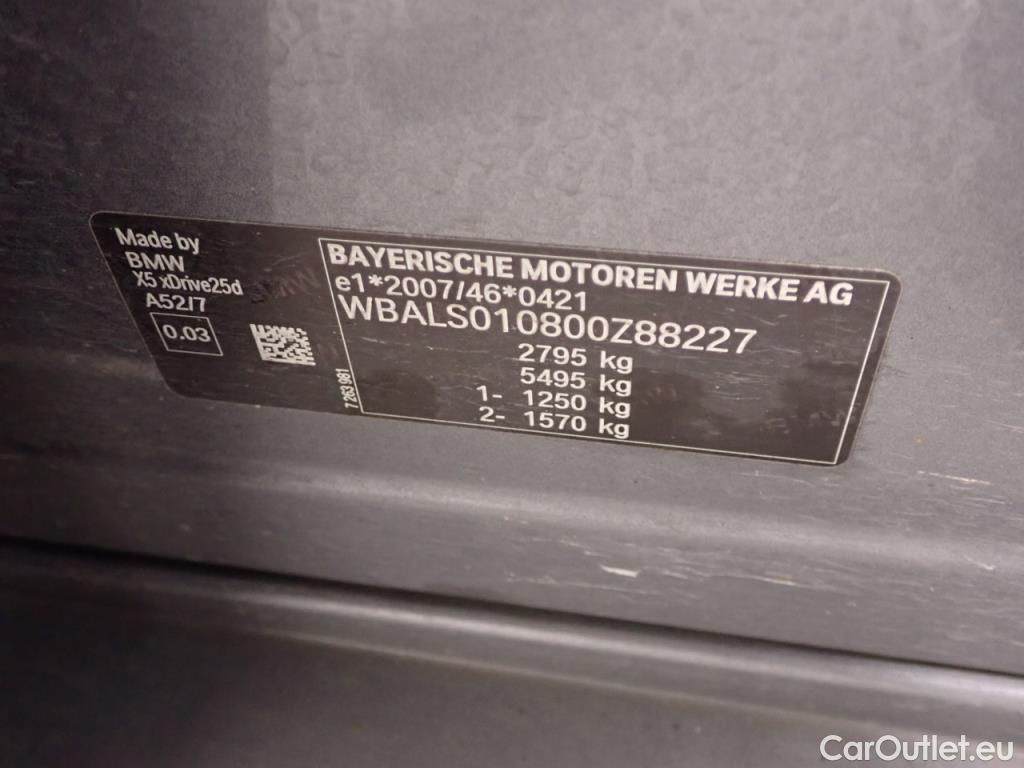 Made by
BMW
X5 xDrive25d
A52/7
0.03
7 263 981
BAYERISCHE MOTOREN WERKE AG
e1*2007/46*0421
WBALS010800Z88227
2795 kg
5495 kg
1- 1250 kg
2- 1570 kg
CarOutlet.eu